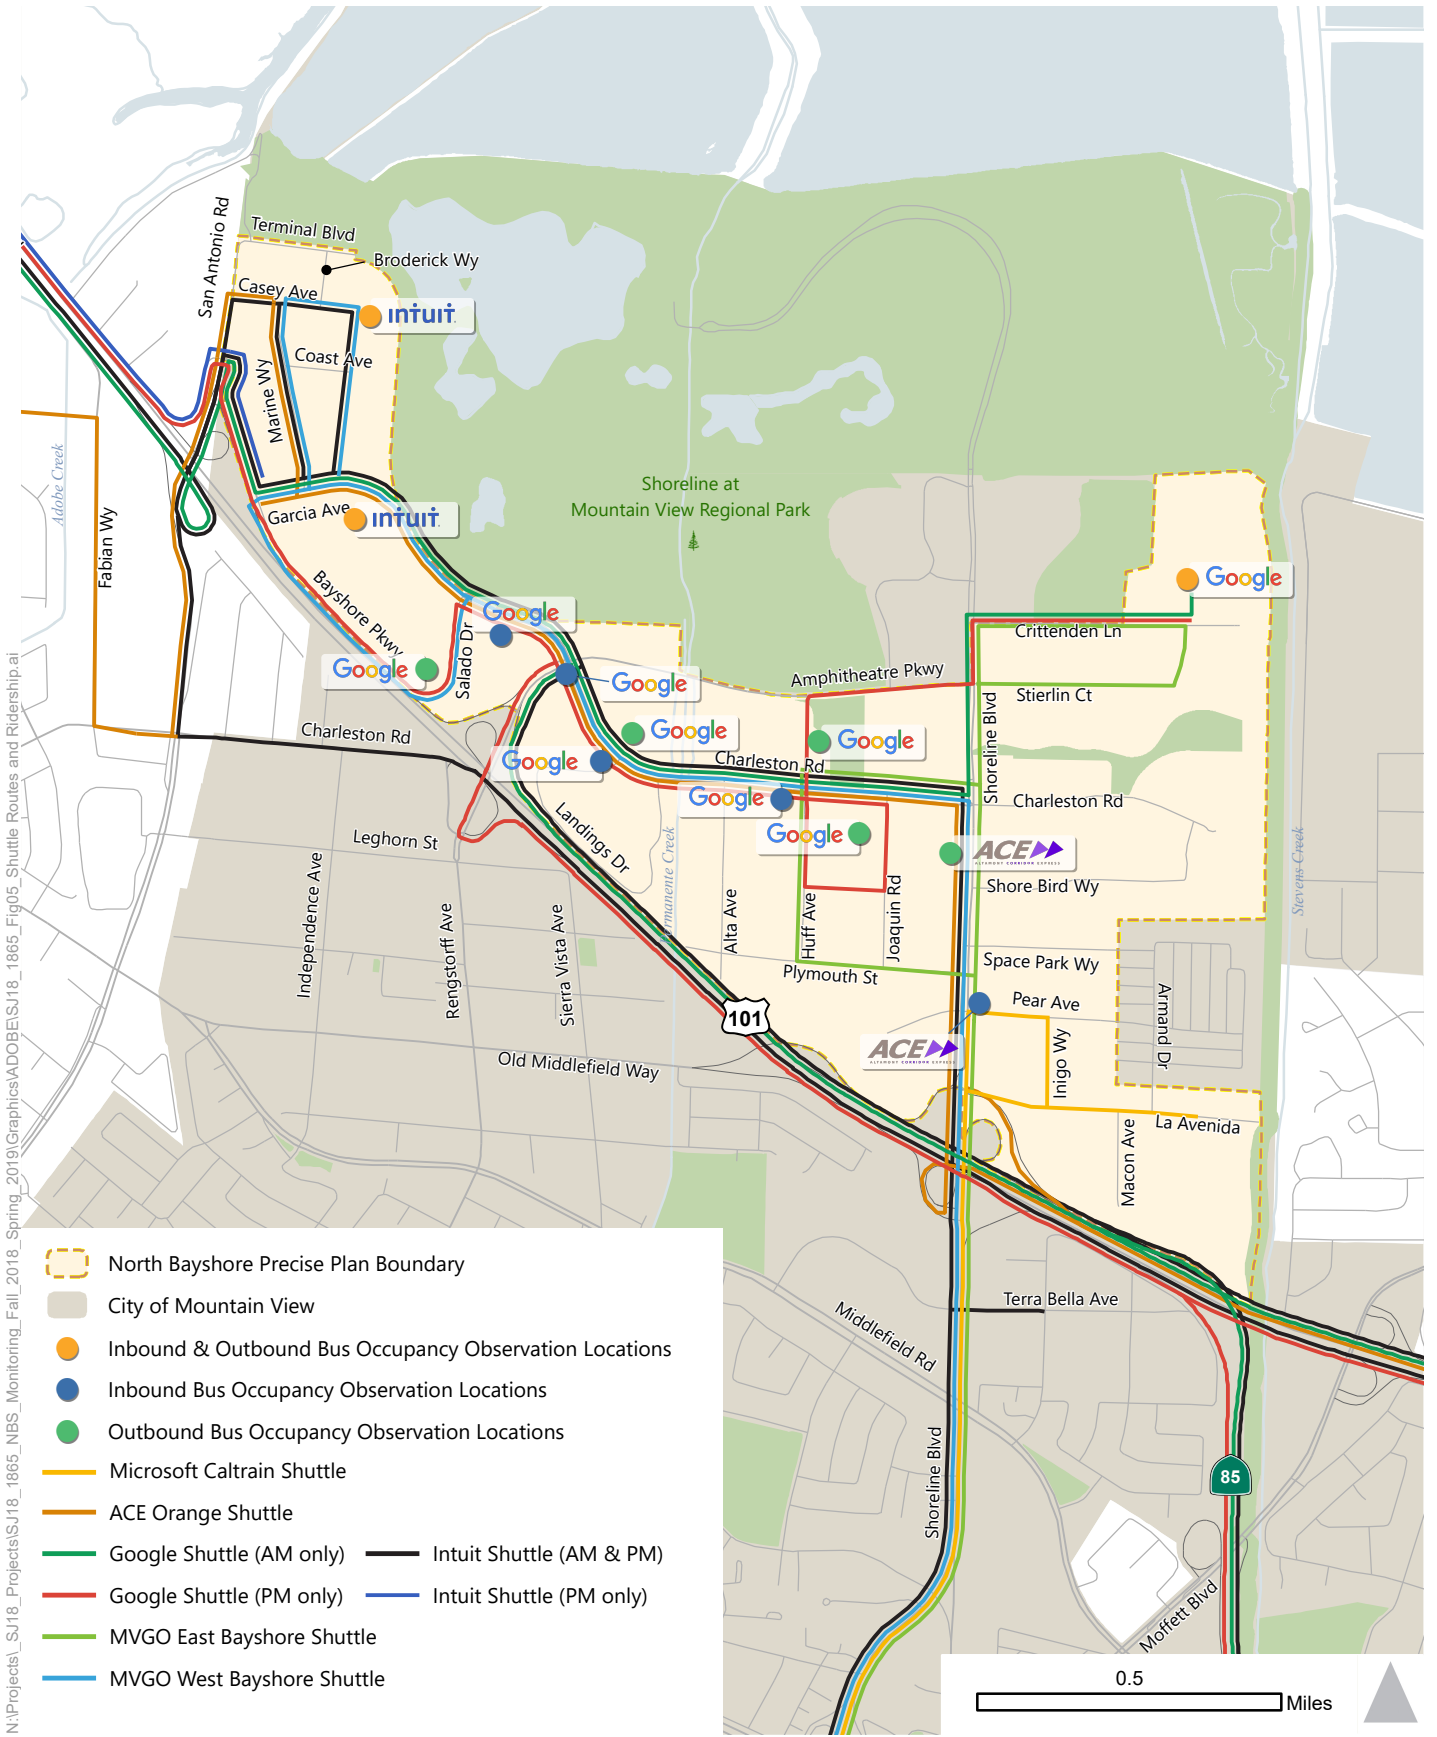 San Antonio Rd
Terminal Blvd
Broderick Wy
Casey Ave
INTUIT
Coast Ave
Marine Wy
Adobe Creek
Fabian Wy
Garcia Ave
INTUIT
Shoreline at
Mountain View Regional Park
Bayshore Pkwy
Google
Google
Salado Dr
Google
Google
Crittenden Ln
Amphitheatre Pkwy
Stierlin Ct
Charleston Rd
Google
Google
Google
Charleston Rd
Shoreline Blvd
Google
Charleston Rd
Landings Dr
Leghorn St
Google
ACE
ALTAMONT CORRIDOR EXPRESS
Independence Ave
Rengstorff Ave
Sierra Vista Ave
Permanente Creek
Alta Ave
Huff Ave
Joaquin Rd
Shore Bird Wy
Stevens Creek
Plymouth St
Space Park Wy
Pear Ave
Armand Dr
101
Old Middlefield Way
ACE
ALTAMONT CORRIDOR EXPRESS
Inigo Wy
La Avenida
Macon Ave
Terra Bella Ave
Middlefield Rd
Shoreline Blvd
85
Moffett Blvd
North Bayshore Precise Plan Boundary
City of Mountain View
Inbound & Outbound Bus Occupancy Observation Locations
Inbound Bus Occupancy Observation Locations
Outbound Bus Occupancy Observation Locations
Microsoft Caltrain Shuttle
ACE Orange Shuttle
Google Shuttle (AM only)
Intuit Shuttle (AM & PM)
Google Shuttle (PM only)
Intuit Shuttle (PM only)
MVGO East Bayshore Shuttle
MVGO West Bayshore Shuttle
0.5
Miles
N:\Projects\_SJ18_Projects\SJ18_1865_NBS_Monitoring_Fall_2018_Spring_2019\Graphics\ADOBE\SJ18_1865_Fig05_Shuttle Routes and Ridership.ai